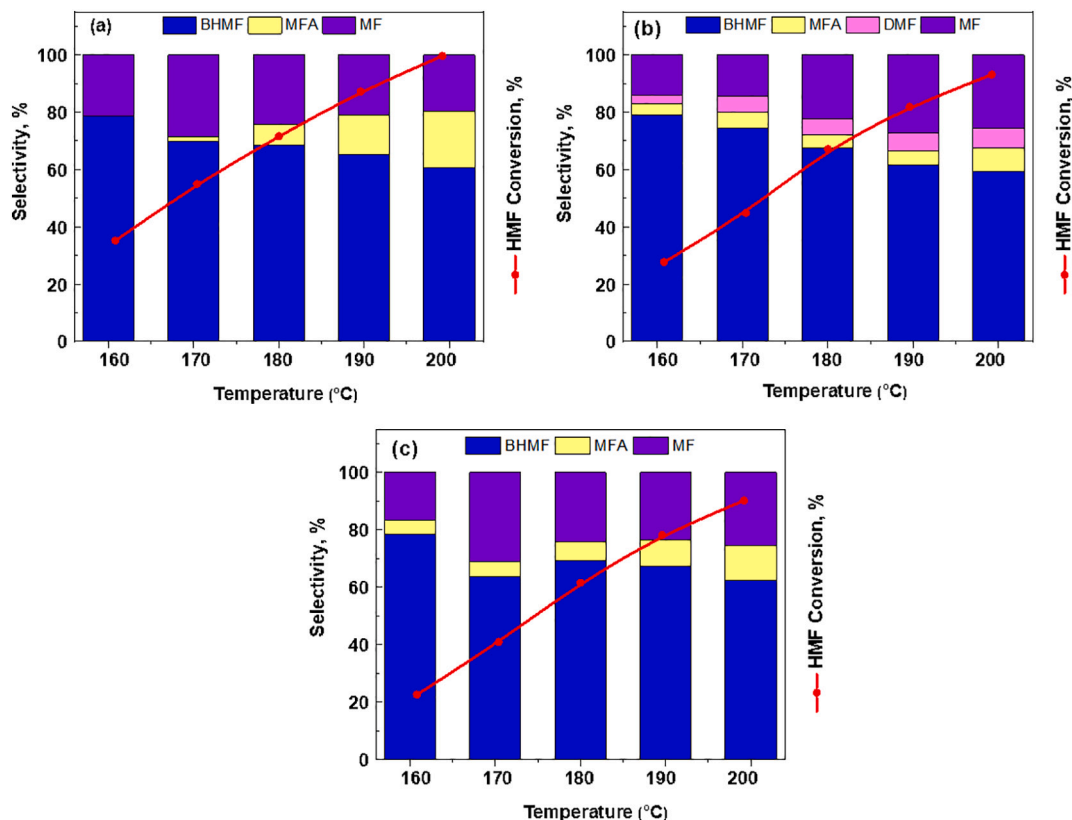 (a)
BHMF MFA MF
Selectivity, %
100
80
60
40
20
0
160 170 180 190 200
Temperature (°C)
HMF Conversion, %
(b)
BHMF MFA DMF MF
Selectivity, %
100
80
60
40
20
0
160 170 180 190 200
Temperature (°C)
HMF Conversion, %
(c)
BHMF MFA MF
Selectivity, %
100
80
60
40
20
0
160 170 180 190 200
Temperature (°C)
HMF Conversion, %